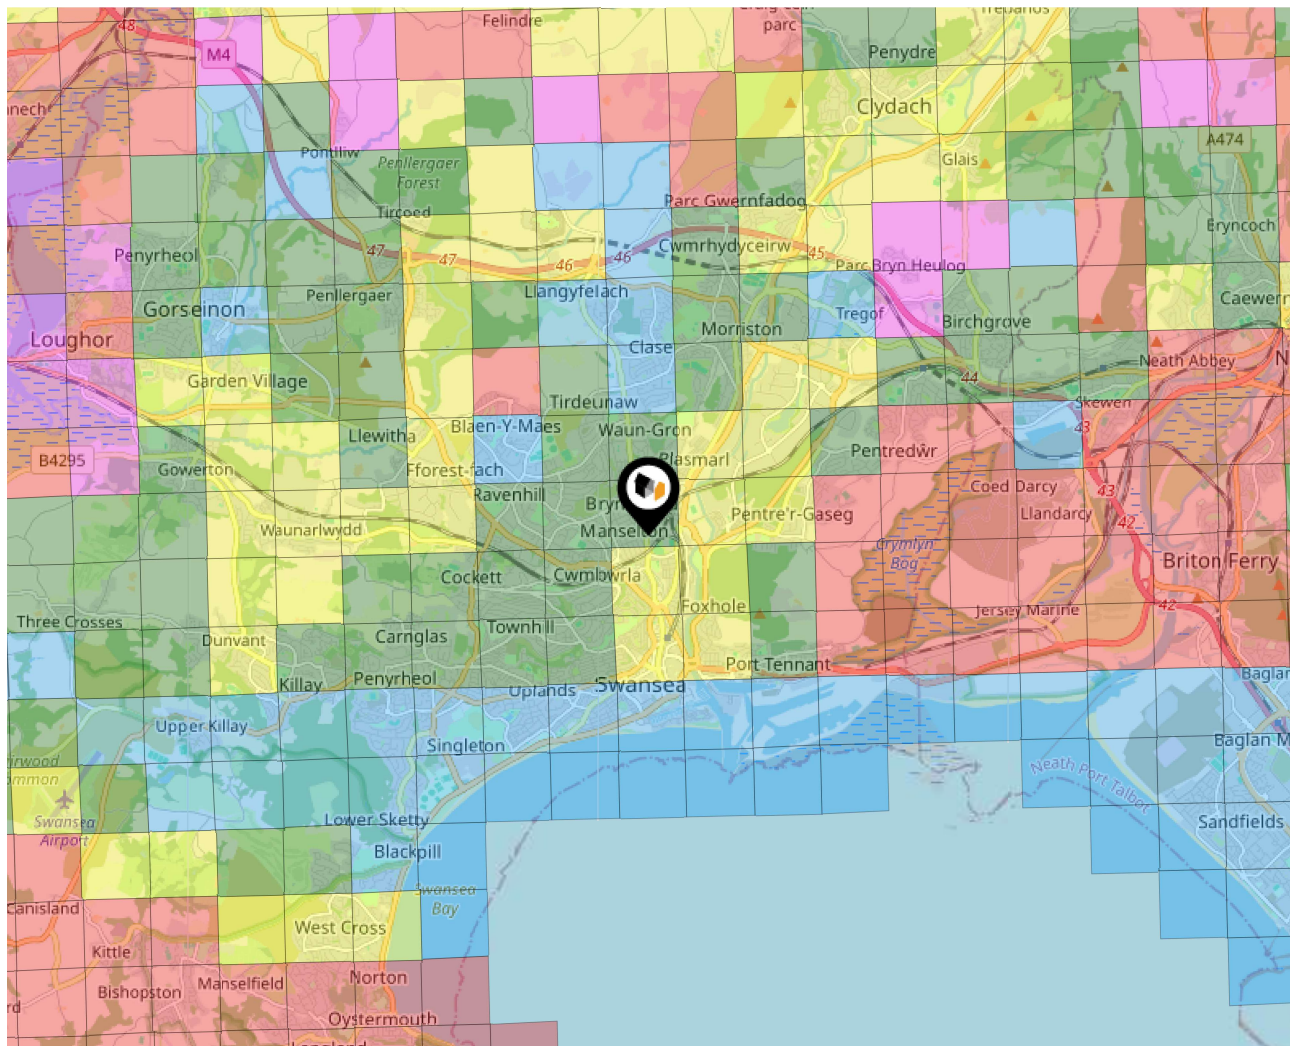 48
Felindre
parc
M4
Penydre
Clydach
A474
Pontlliw
Penllergaer
Forest
Glais
Parc Gwernfadog
Tircoed
Eryncoch
47
47
46
46
Cwmrhydyceirw
45
Penyrheol
Parc Bryn Heulog
Penllergaer
Llangyfelach
Gorseinon
Tregof
Birchgrove
Morriston
Loughor
Clase
Neath Abbey
Garden Village
44
Tirdeunaw
Skewen
Blaen-Y-Maes
Waun-Gron
43
Llewitha
Pentredŵr
B4295
Gowerton
Fforest-fach
Plasmarl
Ravenhill
Coed Darcy
43
Pentre'r-Gaseg
Llandarcy
42
Waunarlwydd
Manselton
Crymlyn
Bog
Briton Ferry
Cockett
Cwmbwrla
42
Foxhole
Jersey Marine
Three Crosses
Townhill
Carnglas
Dunvant
Port Tennant
Killay
Penyrheol
Swansea
Uplands
Upper Killay
Singleton
Baglan M
Neath Port Talbot
Swansea
Airport
Lower Sketty
Sandfields
Blackpill
Swansea
Bay
Canisland
West Cross
Kittle
Norton
Manselfield
Bishopston
Oystermouth